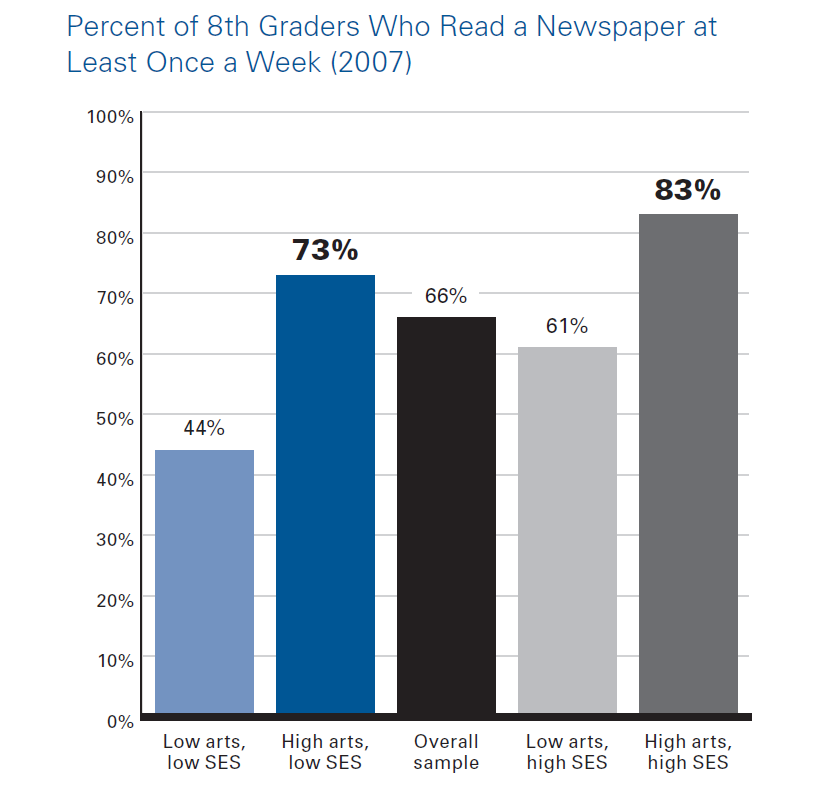 Percent of 8th Graders Who Read a Newspaper at
Least Once a Week (2007)
100%
90%
80%
70%
60%
50%
40%
30%
20%
10%
0%
44%
73%
66%
61%
83%
Low arts,
low SES
High arts,
low SES
Overall
sample
Low arts,
high SES
High arts,
high SES